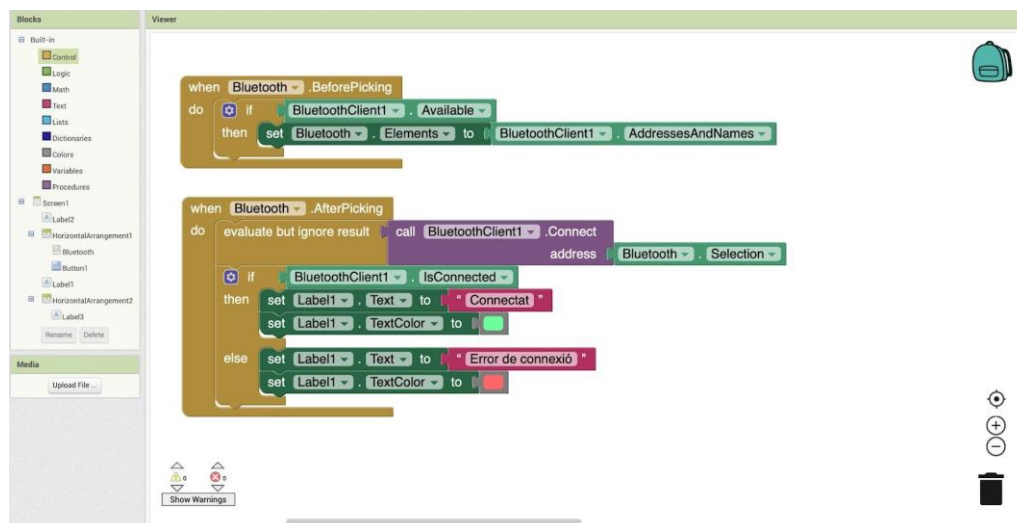 Blocks
Viewer
Built-in
Control
Logic
Math
Text
Lists
Dictionaries
Colors
Variables
Procedures
Screen1
Label2
HorizontalArrangement1
Bluetooth
Button1
Label1
HorizontalArrangement2
Label3
Rename Delete
Media
Upload File ...
when Bluetooth .BeforePicking
do if BluetoothClient1 . Available
then set Bluetooth . Elements to BluetoothClient1 . AddressesAndNames
when Bluetooth .AfterPicking
do evaluate but ignore result call BluetoothClient1 .Connect
address Bluetooth . Selection
if BluetoothClient1 . IsConnected
then set Label1 . Text to " Connectat "
set Label1 . TextColor to
else set Label1 . Text to " Error de connexió "
set Label1 . TextColor to
0 0
Show Warnings